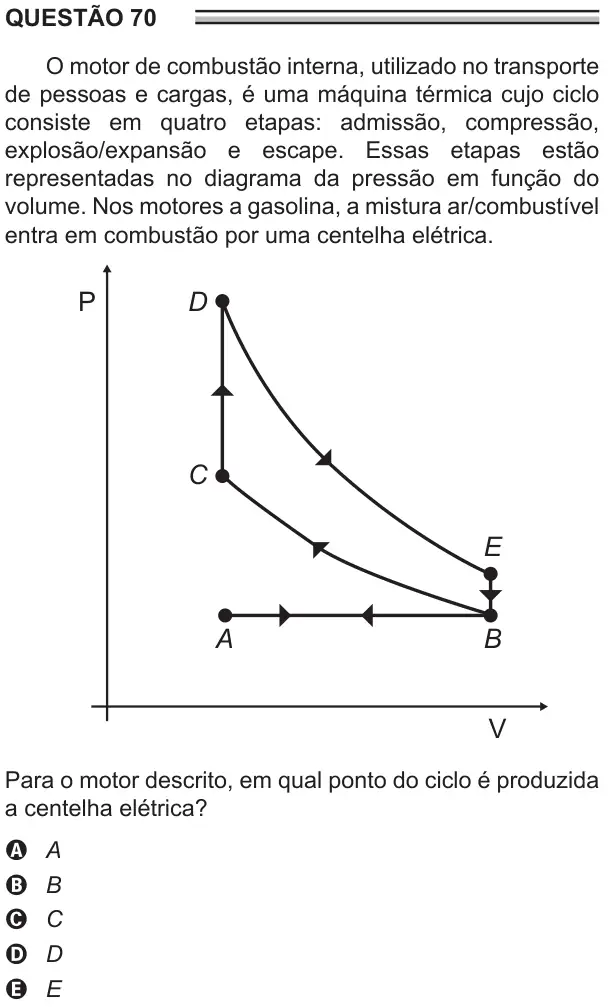 QUESTÃO 70
O motor de combustão interna, utilizado no transporte
de pessoas e cargas, é uma máquina térmica cujo ciclo
consiste em quatro etapas: admissão, compressão,
explosão/expansão e escape. Essas etapas estão
representadas no diagrama da pressão em função do
volume. Nos motores a gasolina, a mistura ar/combustível
entra em combustão por uma centelha elétrica.
P
D
C
E
A
B
V
Para o motor descrito, em qual ponto do ciclo é produzida
a centelha elétrica?
A A
B B
C C
D D
E E